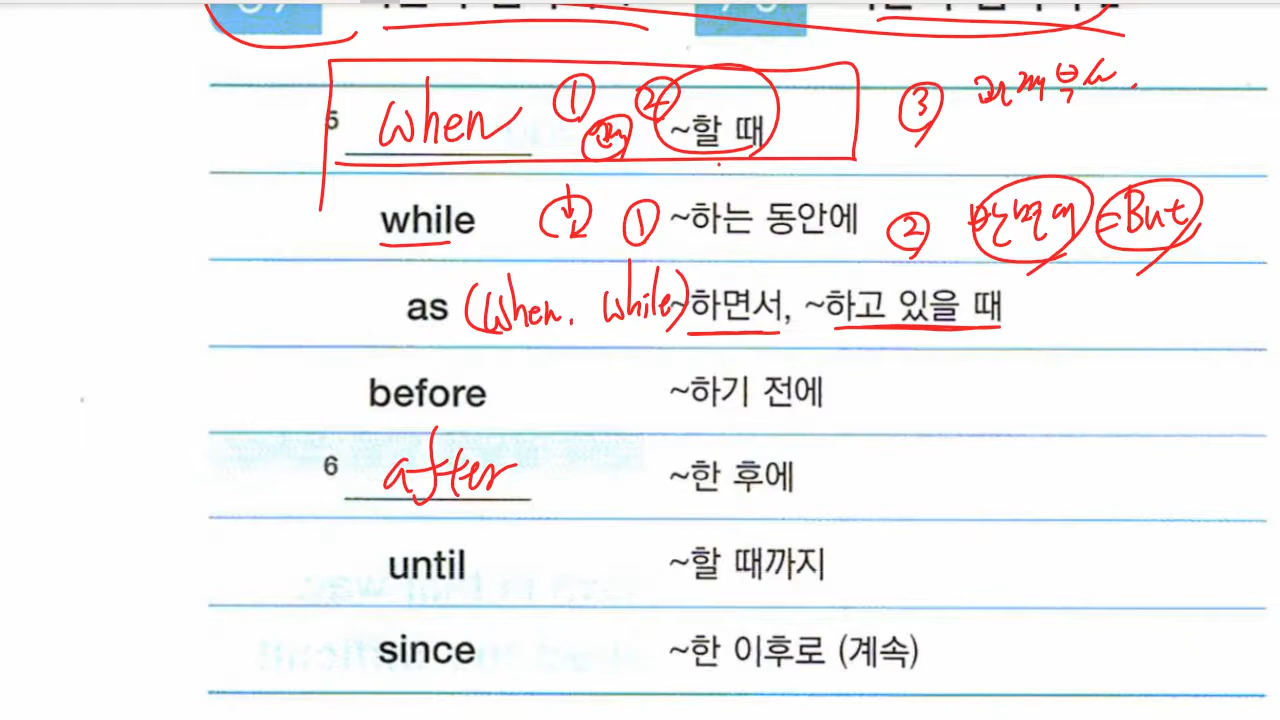 5 when ① ② ~할 때 ③ 관계부사.
while ① ~하는 동안에 ② 반면에 =But
as (when, while) ~하면서, ~하고 있을 때
before ~하기 전에
6 after ~한 후에
until ~할 때까지
since ~한 이후로 (계속)